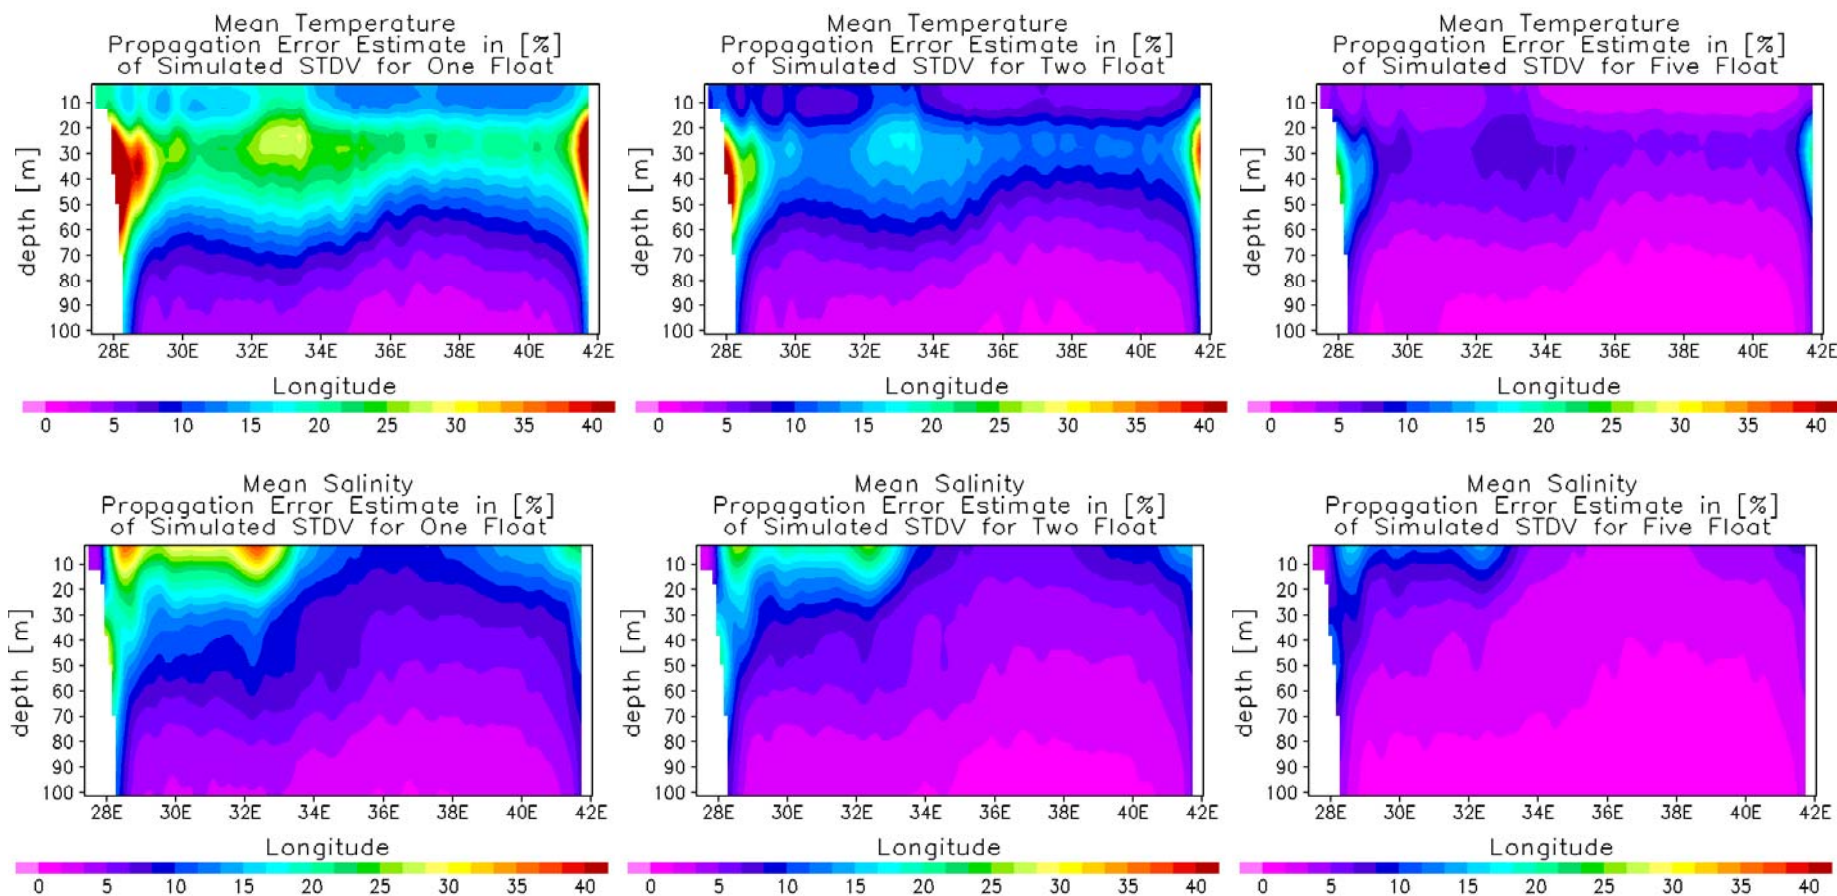 Mean Temperature
Propagation Error Estimate in [%]
of Simulated STDV for One Float
depth [m]
10
20
30
40
50
60
70
80
90
100
28E 30E 32E 34E 36E 38E 40E 42E
Longitude
0 5 10 15 20 25 30 35 40
Mean Temperature
Propagation Error Estimate in [%]
of Simulated STDV for Two Float
depth [m]
10
20
30
40
50
60
70
80
90
100
28E 30E 32E 34E 36E 38E 40E 42E
Longitude
0 5 10 15 20 25 30 35 40
Mean Temperature
Propagation Error Estimate in [%]
of Simulated STDV for Five Float
depth [m]
10
20
30
40
50
60
70
80
90
100
28E 30E 32E 34E 36E 38E 40E 42E
Longitude
0 5 10 15 20 25 30 35 40
Mean Salinity
Propagation Error Estimate in [%]
of Simulated STDV for One Float
depth [m]
10
20
30
40
50
60
70
80
90
100
28E 30E 32E 34E 36E 38E 40E 42E
Longitude
0 5 10 15 20 25 30 35 40
Mean Salinity
Propagation Error Estimate in [%]
of Simulated STDV for Two Float
depth [m]
10
20
30
40
50
60
70
80
90
100
28E 30E 32E 34E 36E 38E 40E 42E
Longitude
0 5 10 15 20 25 30 35 40
Mean Salinity
Propagation Error Estimate in [%]
of Simulated STDV for Five Float
depth [m]
10
20
30
40
50
60
70
80
90
100
28E 30E 32E 34E 36E 38E 40E 42E
Longitude
0 5 10 15 20 25 30 35 40